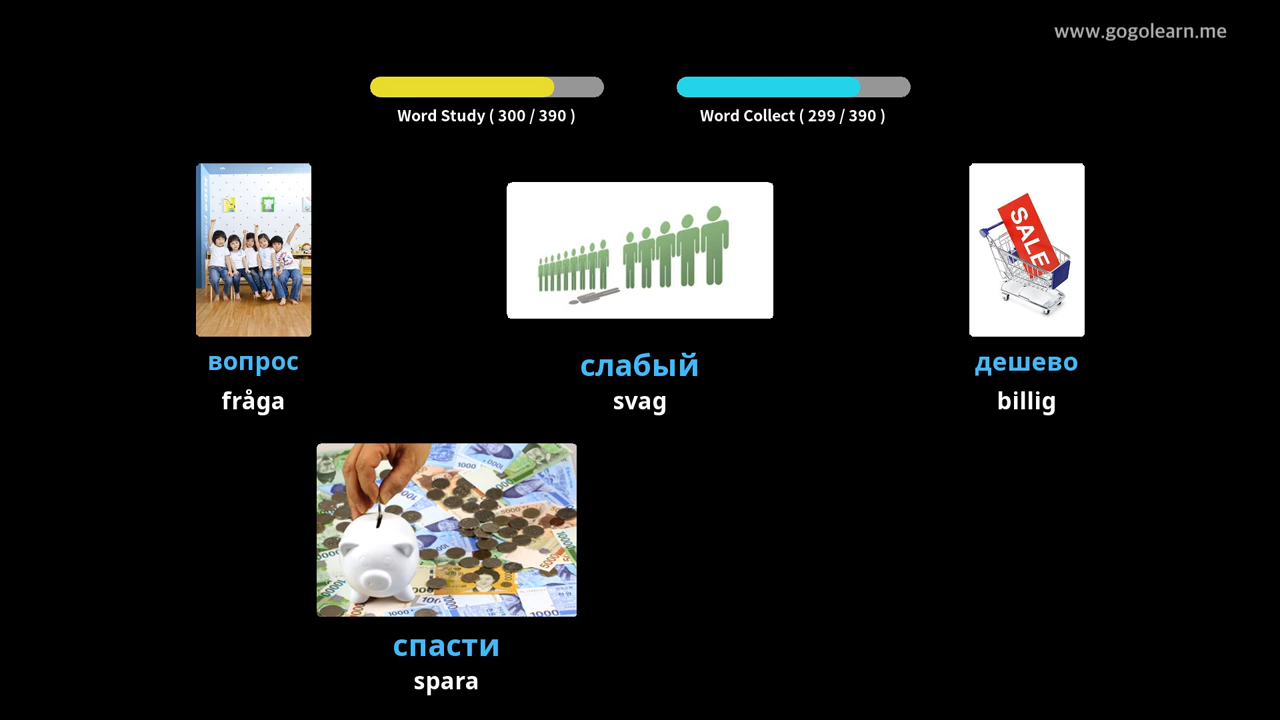 www.gogolearn.me
Word Study ( 300 / 390 )
Word Collect ( 299 / 390 )
SALE
вопрос
fråga
слабый
svag
дешево
billig
спасти
spara